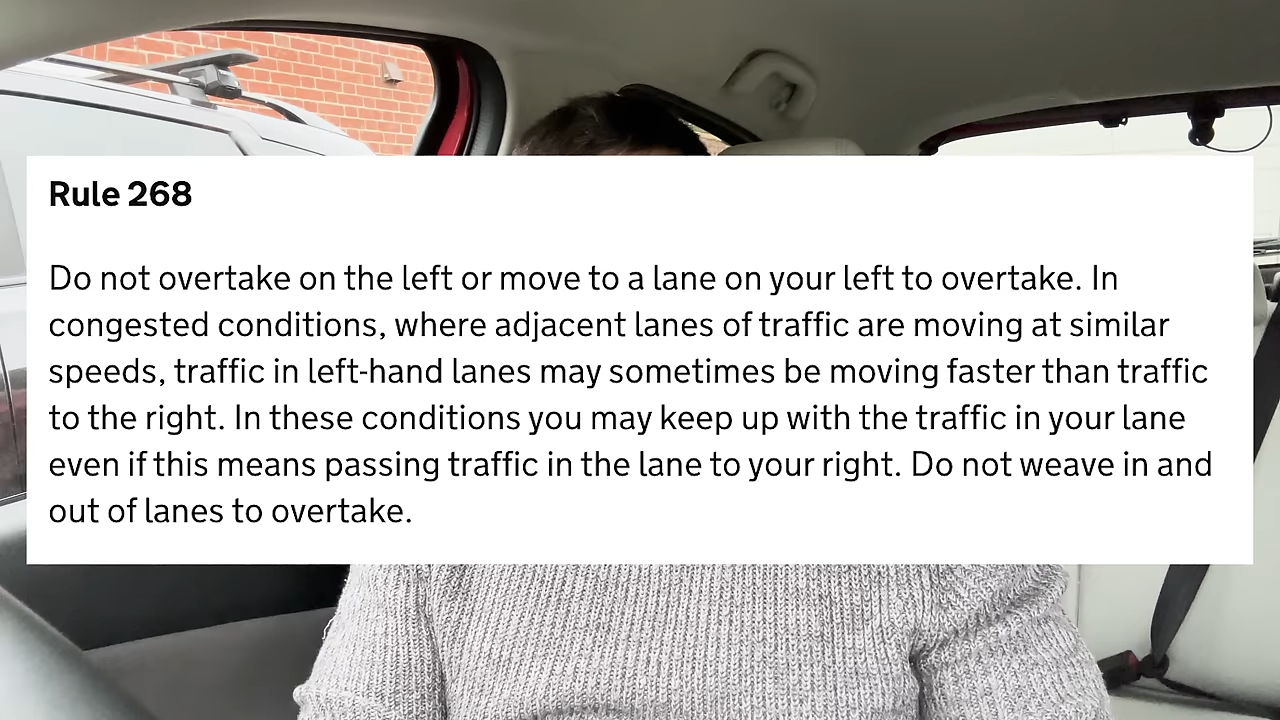 Rule 268
Do not overtake on the left or move to a lane on your left to overtake. In
congested conditions, where adjacent lanes of traffic are moving at similar
speeds, traffic in left-hand lanes may sometimes be moving faster than traffic
to the right. In these conditions you may keep up with the traffic in your lane
even if this means passing traffic in the lane to your right. Do not weave in and
out of lanes to overtake.